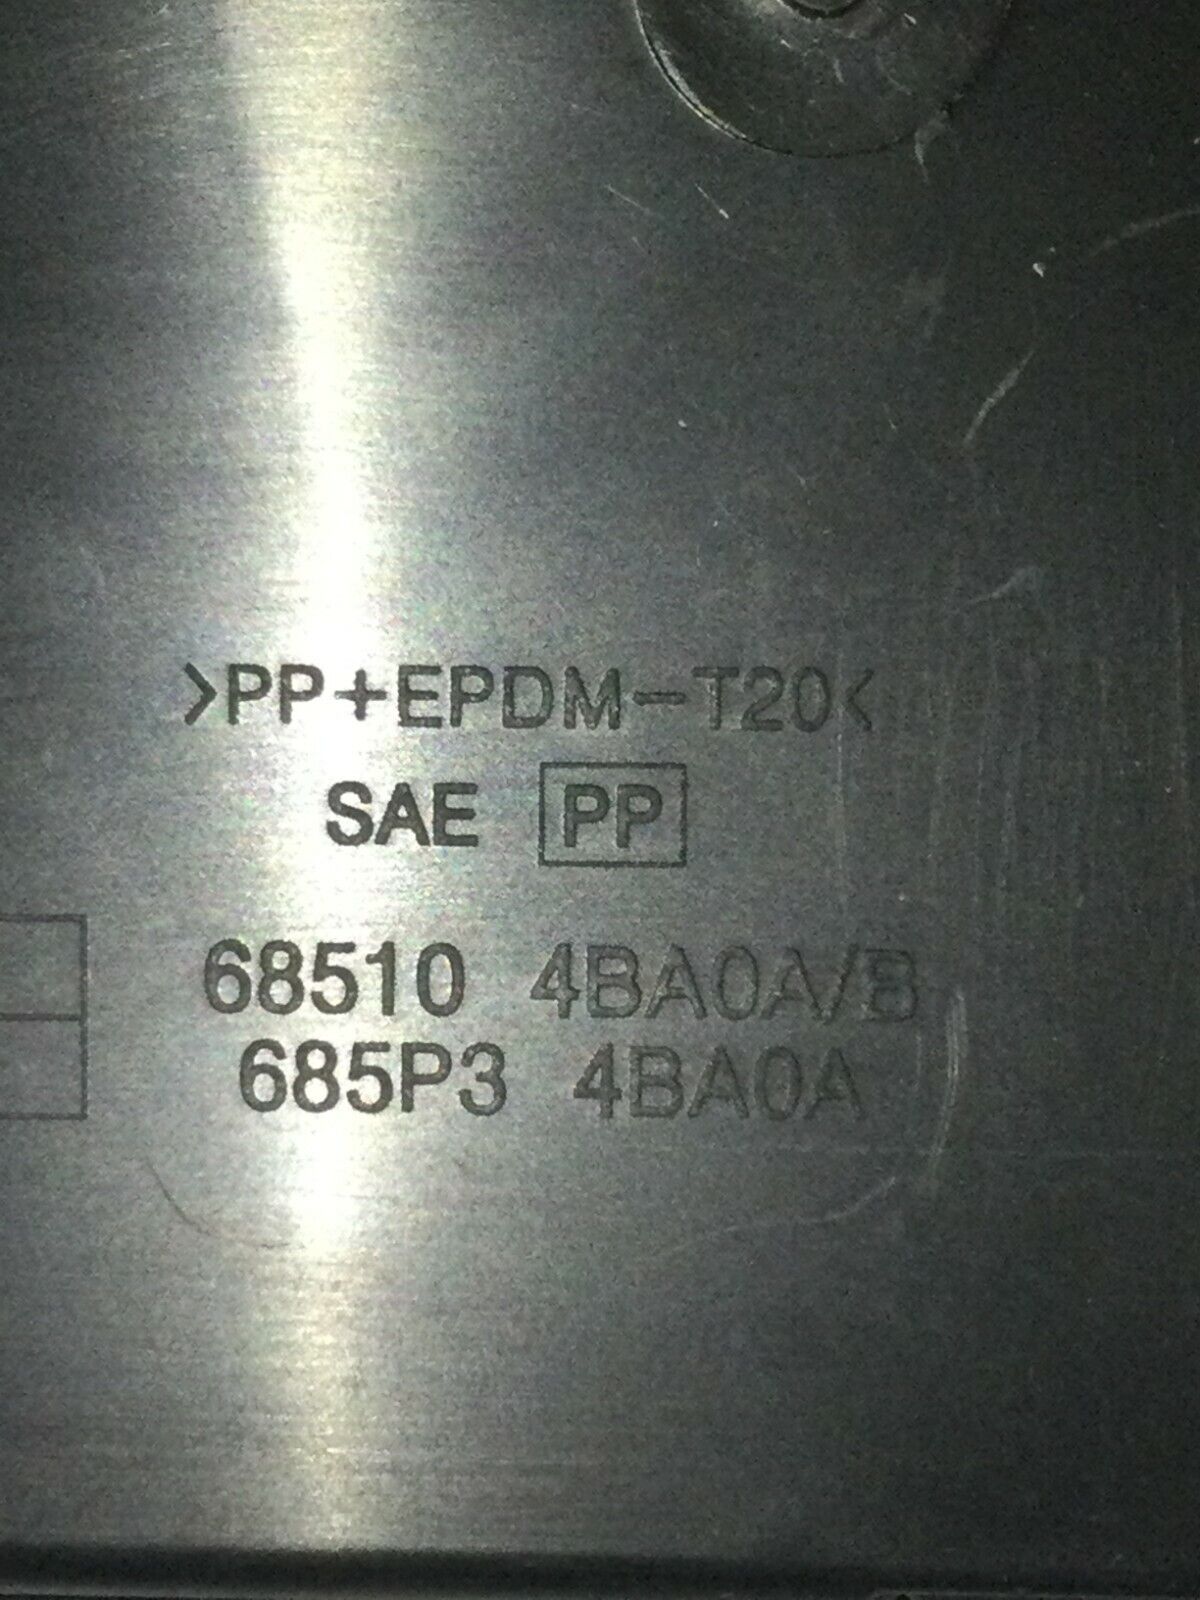 >PP+EPDM-T20<
SAE PP
68510 4BA0A/B
685P3 4BA0A